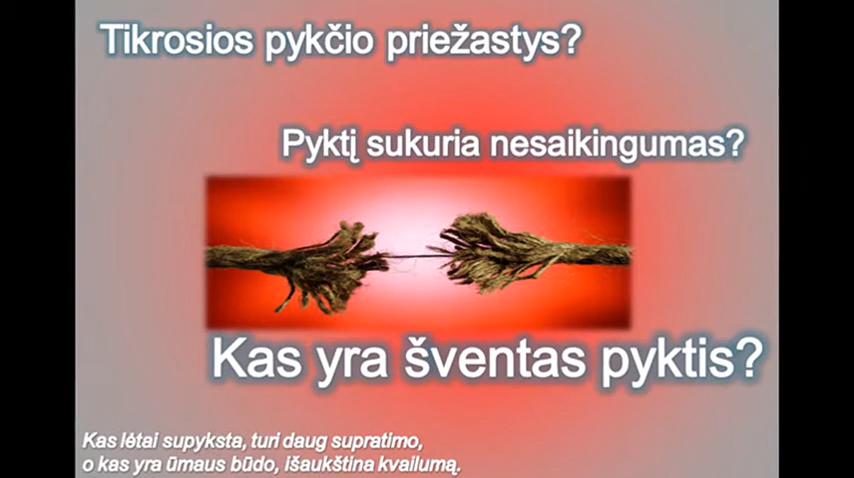 Tikrosios pykčio priežastys?
Pyktį sukuria nesaikingumas?
Kas yra šventas pyktis?
Kas lėtai supyksta, turi daug supratimo,
o kas yra ūmaus būdo, išaukština kvailumą.